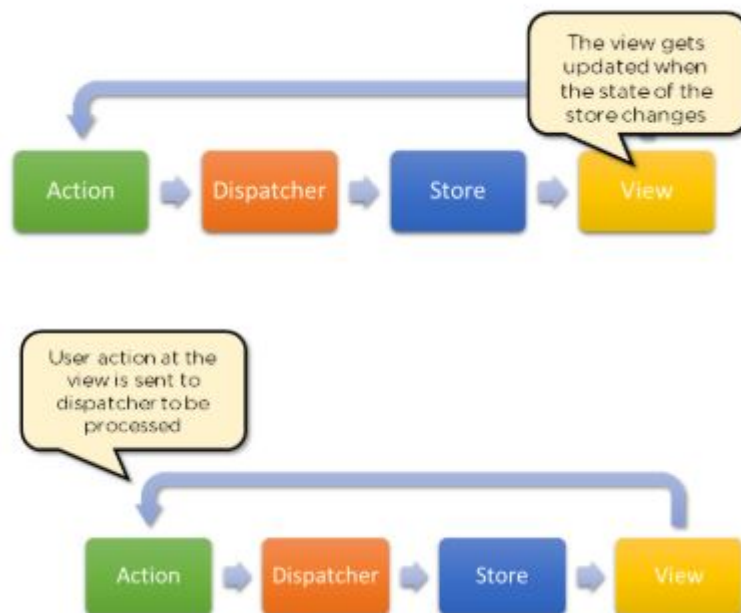 The view gets
updated when
the state of the
store changes
Action
Dispatcher
Store
View
User action at the
view is sent to
dispatcher to be
processed
Action
Dispatcher
Store
View